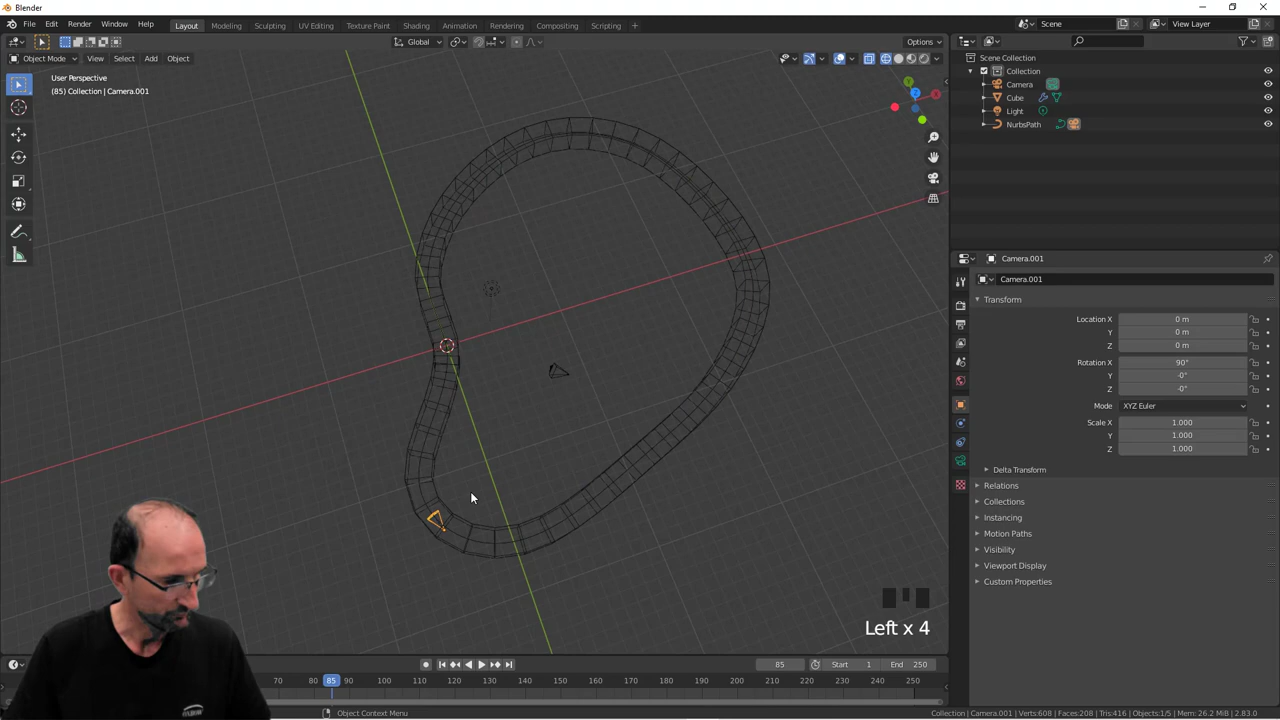 Blender
File Edit Render Window Help
Layout Modeling Sculpting UV Editing Texture Paint Shading Animation Rendering Compositing Scripting +
Scene
View Layer
Global
Options
Object Mode View Select Add Object
User Perspective
(85) Collection | Camera.001
Z
Scene Collection
Collection
Camera
Cube
Light
NurbsPath
Camera.001
Camera.001
Transform
Location X 0 m
Y 0 m
Z 0 m
Rotation X 90°
Y -0°
Z -0°
Mode XYZ Euler
Scale X 1.000
Y 1.000
Z 1.000
Delta Transform
Relations
Collections
Instancing
Motion Paths
Visibility
Viewport Display
Custom Properties
Left x 4
85 Start 1 End 250
70 80 85 90 100 110 120 130 140 150 160 170 180 190 200 210 220 230 240 250
Object Context Menu
Collection | Camera.001 | Verts:608 | Faces:208 | Tris:416 | Objects:1/5 | Mem: 26.2 MiB | 2.83.0